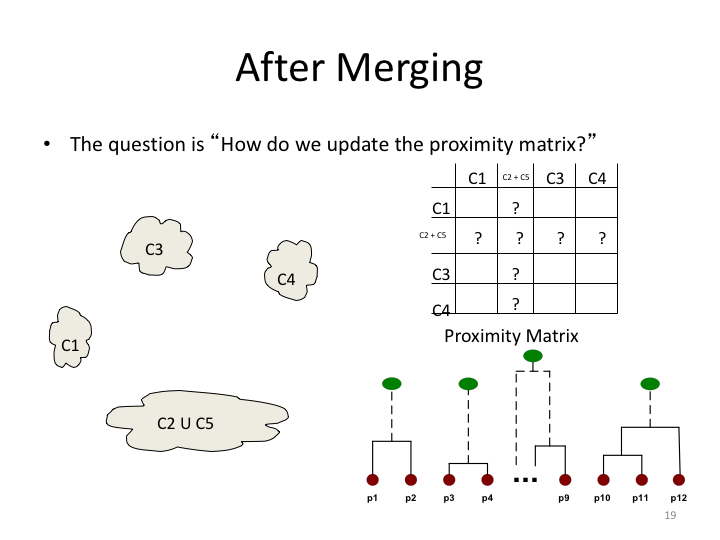 After Merging
• The question is “How do we update the proximity matrix?”
C1 C2 + C5 C3 C4
C1 ?
C2 + C5 ? ? ? ?
C3 ?
C4 ?
Proximity Matrix
C3
C4
C1
C2 U C5
...
p1 p2 p3 p4 p9 p10 p11 p12
19